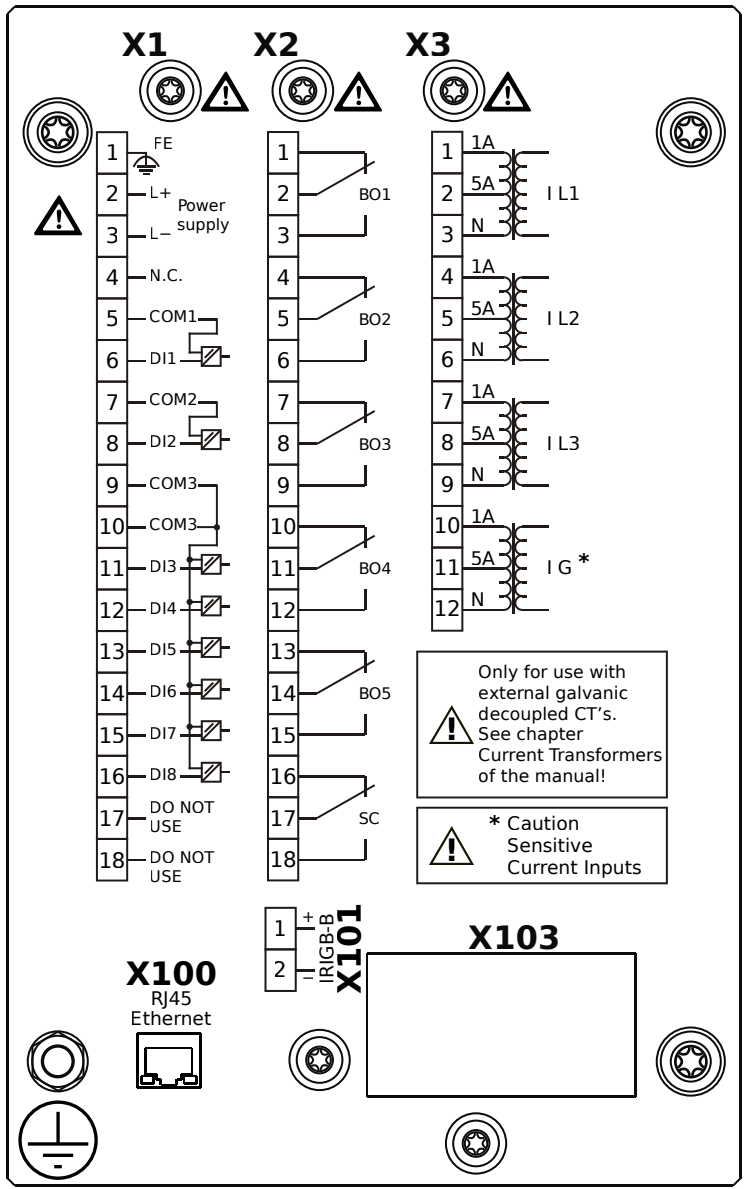 X1
X2
X3
1 FE
2 L+
Power
supply
3 L−
4 N.C.
5 COM1
6 DI1
7 COM2
8 DI2
9 COM3
10 COM3
11 DI3
12 DI4
13 DI5
14 DI6
15 DI7
16 DI8
17 DO NOT
USE
18 DO NOT
USE
1
2 BO1
3
4
5 BO2
6
7
8 BO3
9
10
11 BO4
12
13
14 BO5
15
16
17 SC
18
1 1A
2 5A I L1
3 N
4 1A
5 5A I L2
6 N
7 1A
8 5A I L3
9 N
10 1A
11 5A I G *
12 N
Only for use with
external galvanic
decoupled CT’s.
See chapter
Current Transformers
of the manual!
* Caution
Sensitive
Current Inputs
1 +
2 −
IRIGB-B
X101
X103
X100
RJ45
Ethernet